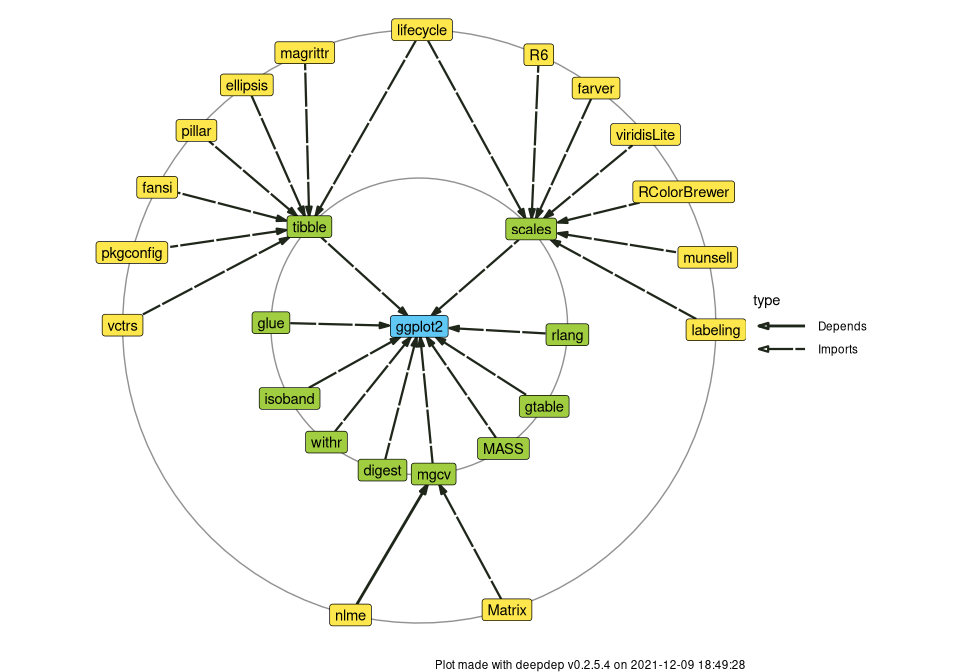 lifecycle
magrittr
R6
ellipsis
farver
pillar
viridisLite
fansi
RColorBrewer
tibble
scales
pkgconfig
munsell
type
vctrs
glue
ggplot2
rlang
labeling
Depends
Imports
isoband
gtable
withr
MASS
digest
mgcv
nlme
Matrix
Plot made with deepdep v0.2.5.4 on 2021-12-09 18:49:28